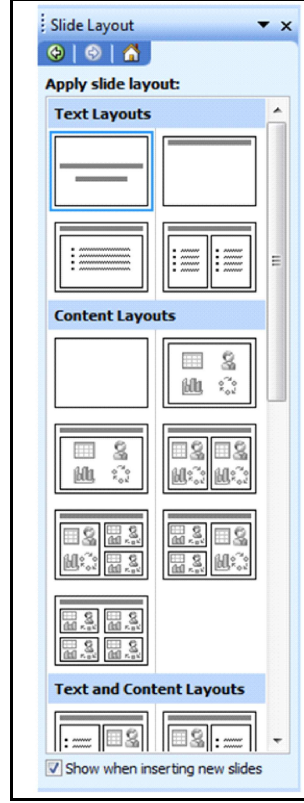 Slide Layout
Apply slide layout:
Text Layouts
Content Layouts
Text and Content Layouts
Show when inserting new slides